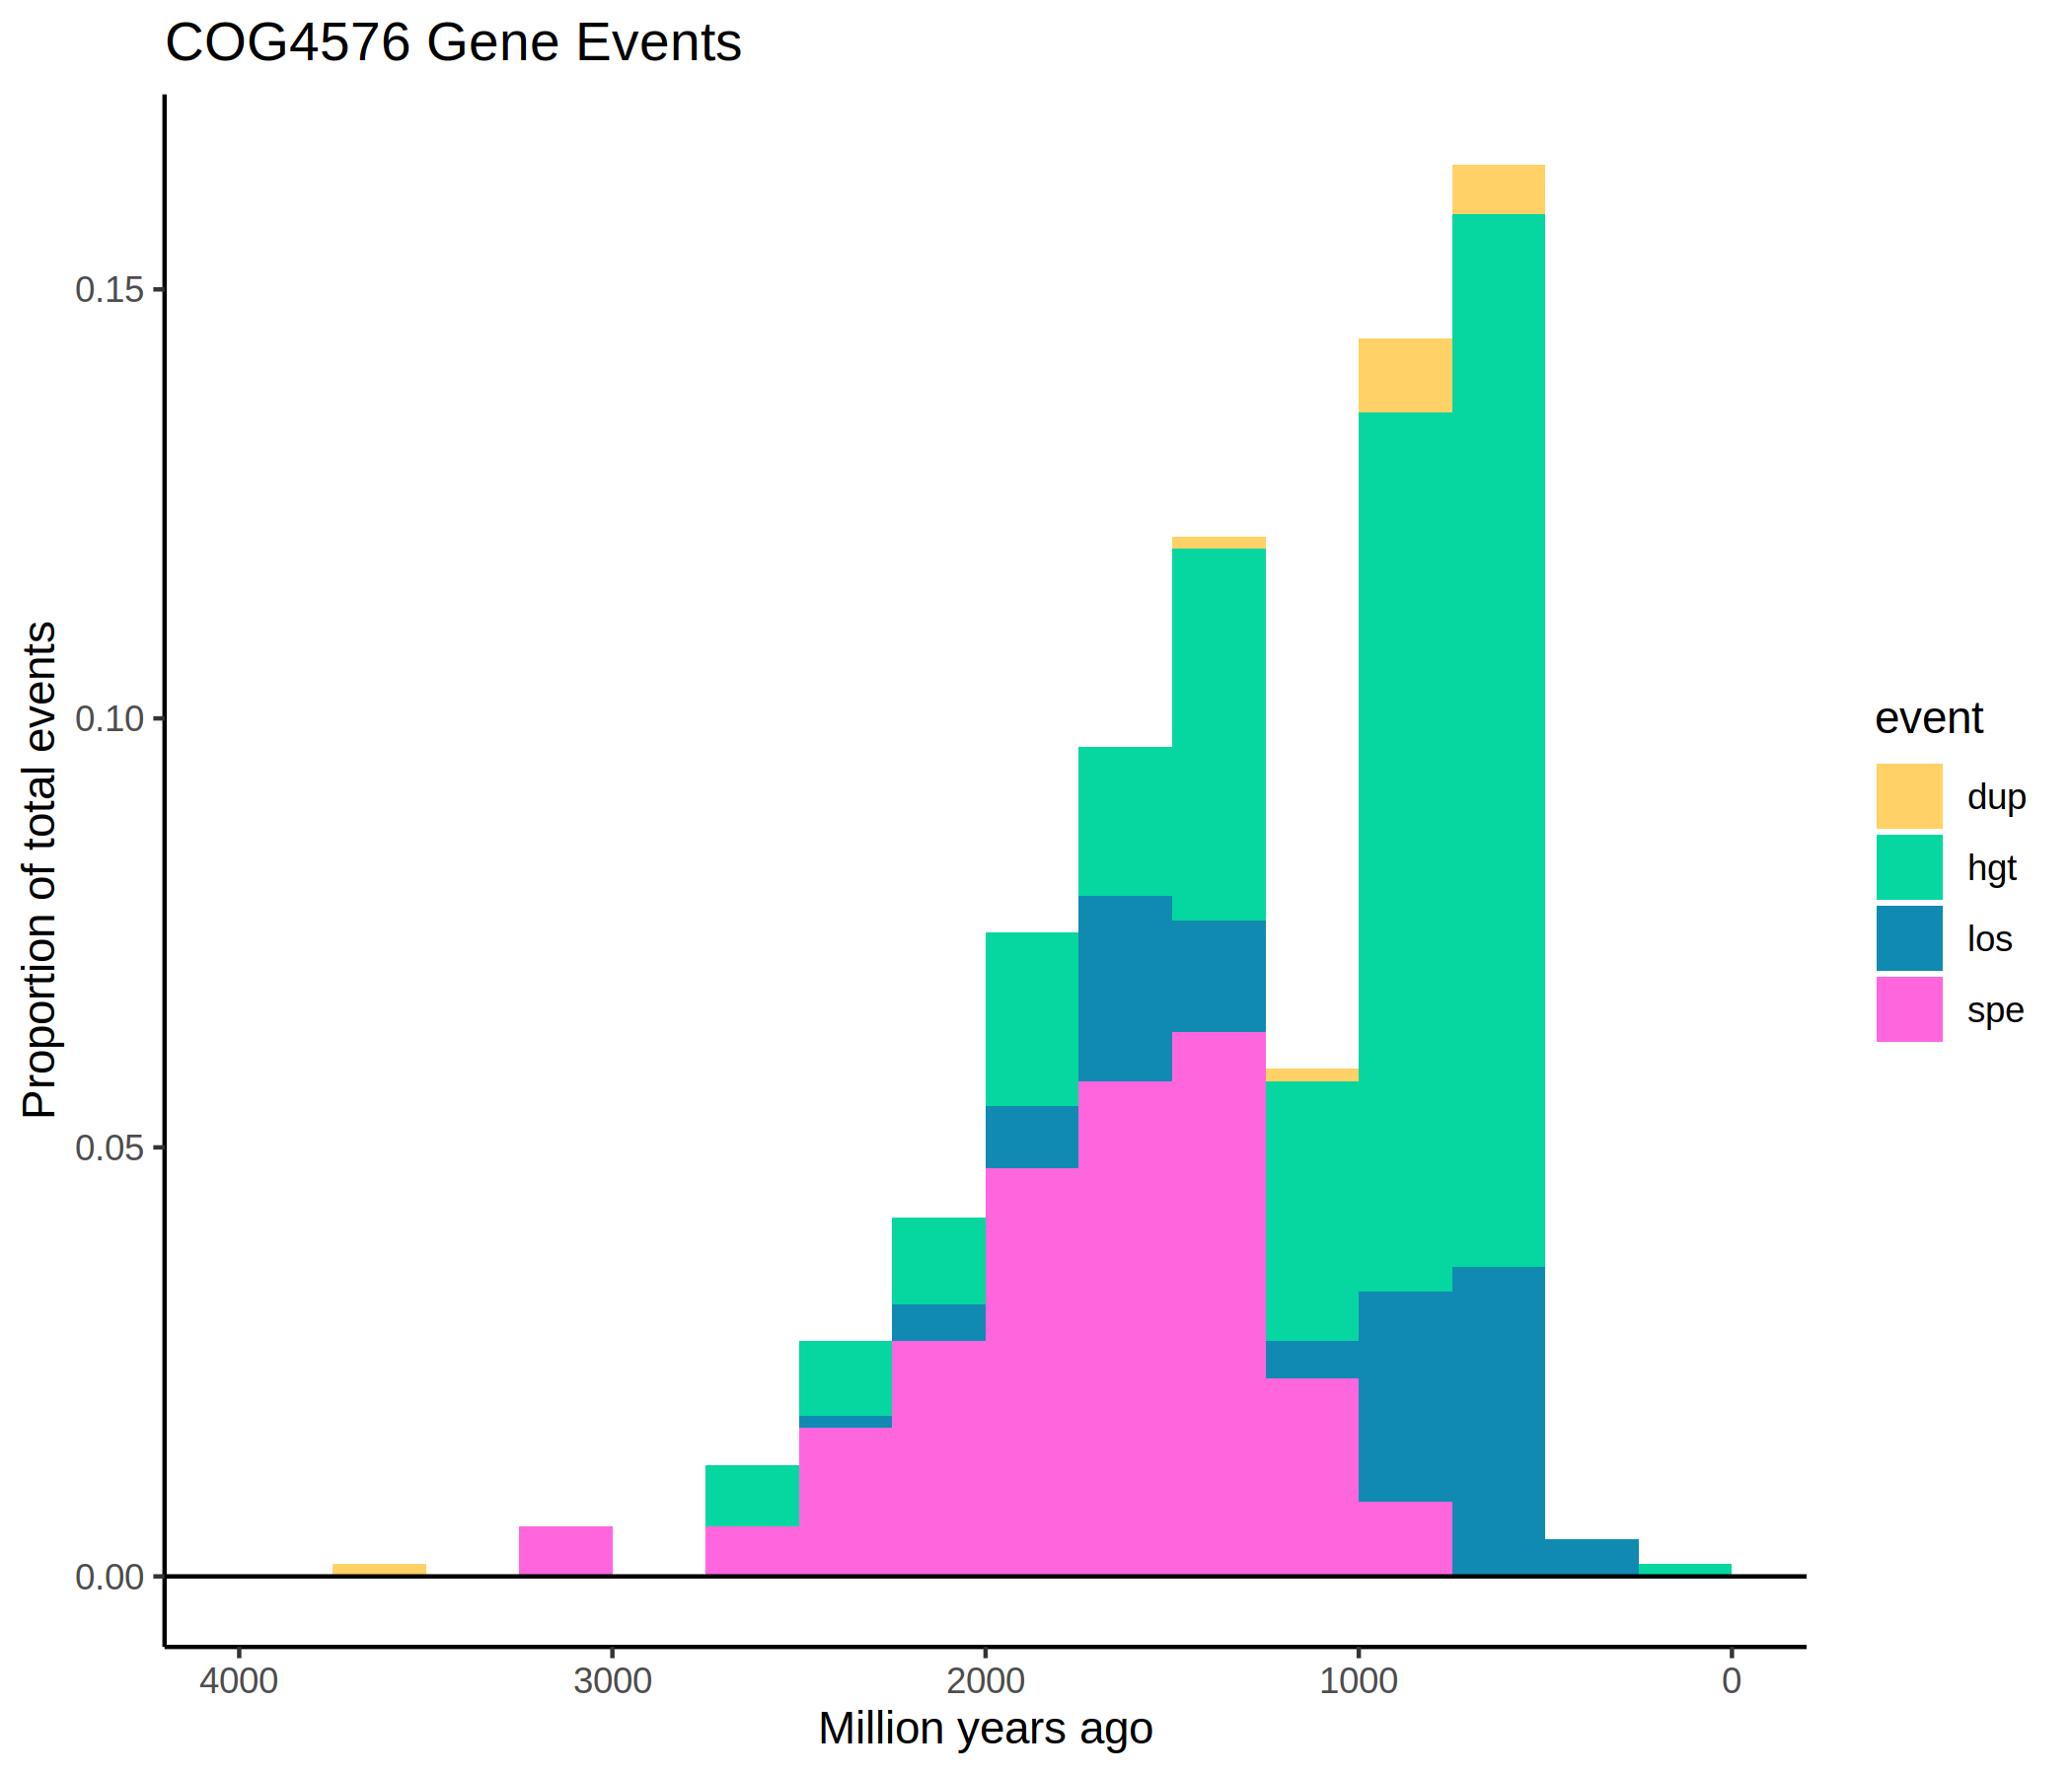 COG4576 Gene Events
Proportion of total events
0.15
0.10
0.05
0.00
4000 3000 2000 1000 0
Million years ago
event
dup
hgt
los
spe